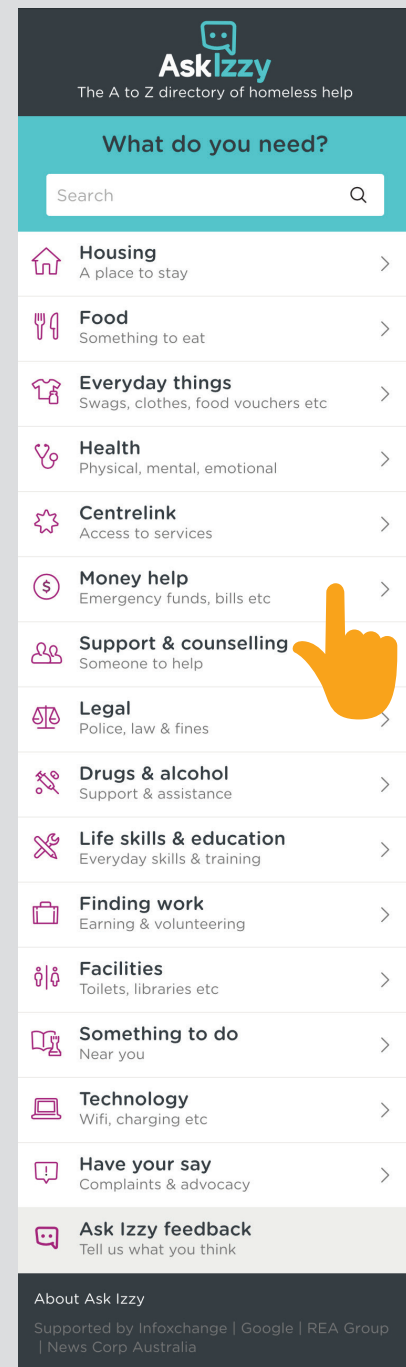 AskIzzy
The A to Z directory of homeless help
What do you need?
Search
Housing
A place to stay
Food
Something to eat
Everyday things
Swags, clothes, food vouchers etc
Health
Physical, mental, emotional
Centrelink
Access to services
$
Money help
Emergency funds, bills etc
Support & counselling
Someone to help
Legal
Police, law & fines
Drugs & alcohol
Support & assistance
Life skills & education
Everyday skills & training
Finding work
Earning & volunteering
Facilities
Toilets, libraries etc
Something to do
Near you
Technology
Wifi, charging etc
Have your say
Complaints & advocacy
Ask Izzy feedback
Tell us what you think
About Ask Izzy
Supported by Infoxchange | Google | REA Group
| News Corp Australia